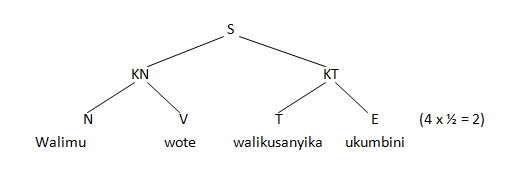 S
KN KT
N V T E (4 x ½ = 2)
Walimu wote walikusanyika ukumbini